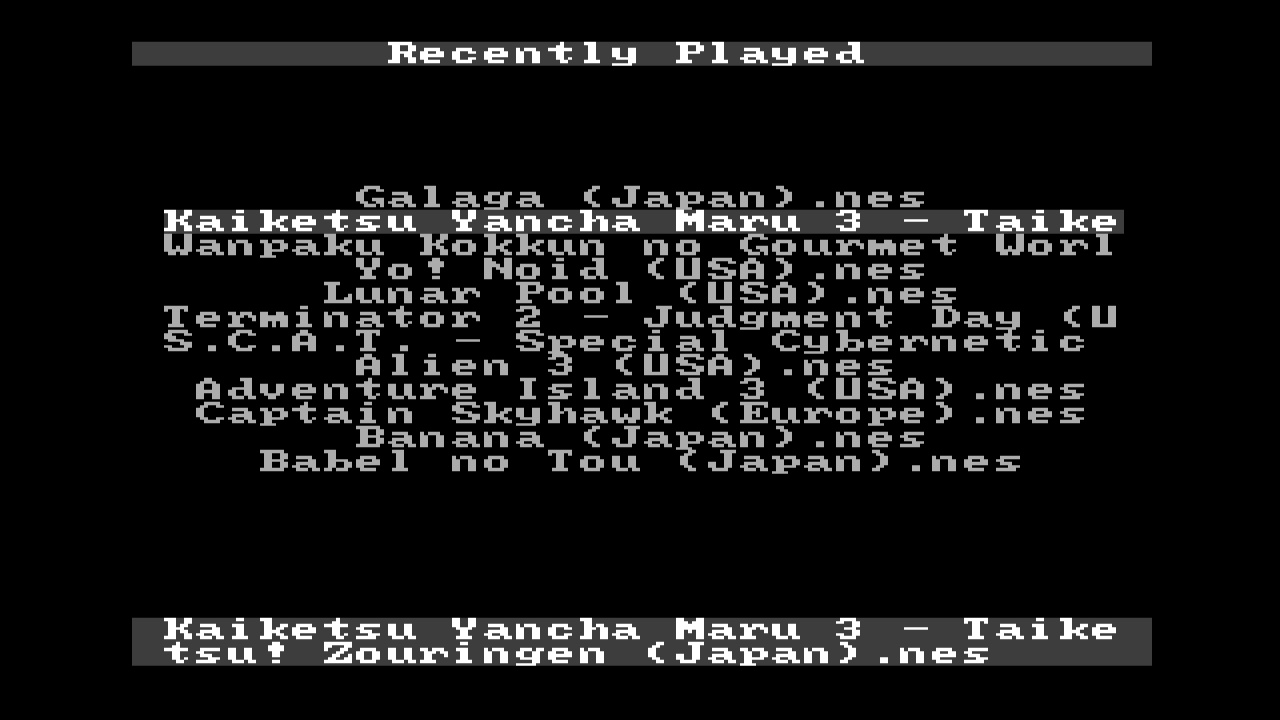 Recently Played
Galaga (Japan).nes
Kaiketsu Yancha Maru 3 - Taike
Wanpaku Kokkun no Gourmet Worl
Yo! Noid (USA).nes
Lunar Pool (USA).nes
Terminator 2 - Judgment Day (U
S.C.A.T. - Special Cybernetic
Alien 3 (USA).nes
Adventure Island 3 (USA).nes
Captain Skyhawk (Europe).nes
Banana (Japan).nes
Babel no Tou (Japan).nes
Kaiketsu Yancha Maru 3 - Taike
tsu! Zouringen (Japan).nes